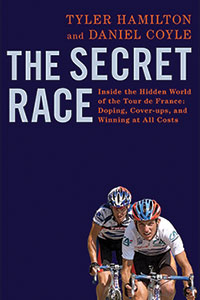 TYLER HAMILTON
and DANIEL COYLE
THE SECRET
RACE
Inside the Hidden World
of the Tour de France:
Doping, Cover-ups, and
Winning at All Costs